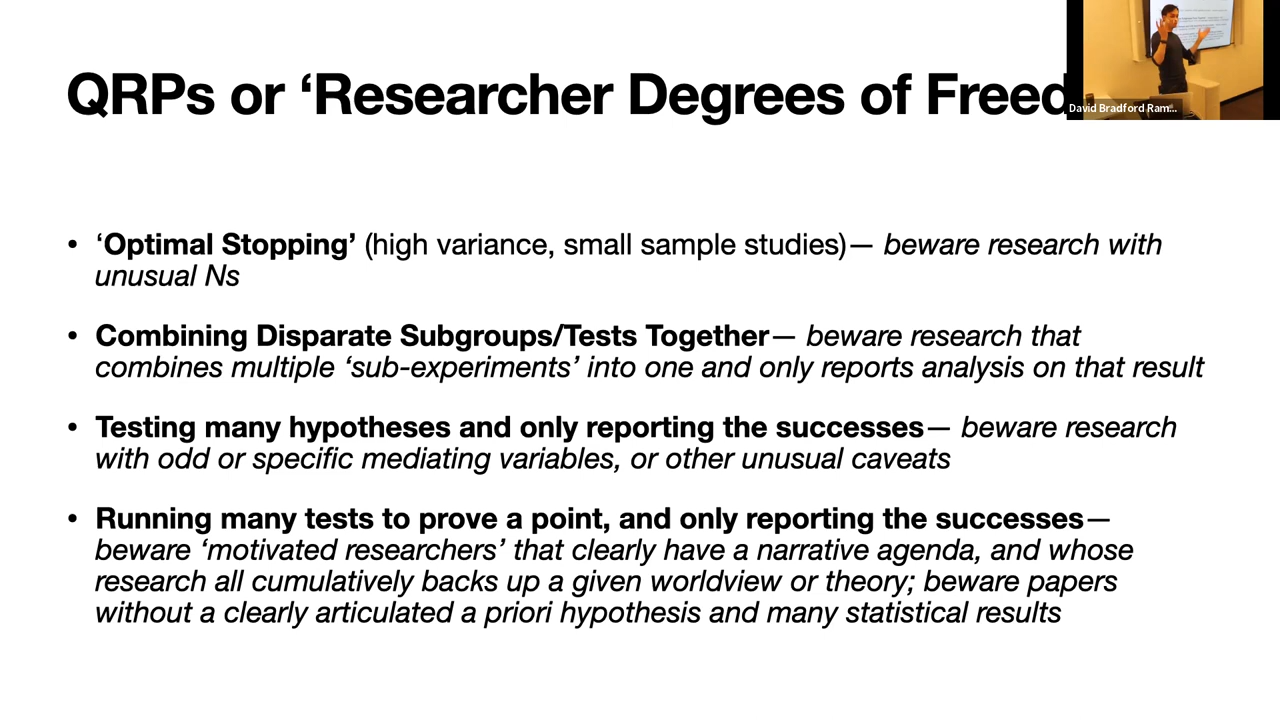 QRPs or ‘Researcher Degrees of Freed
David Bradford Ram...
• ‘Optimal Stopping’ (high variance, small sample studies)— beware research with
unusual Ns
• Combining Disparate Subgroups/Tests Together— beware research that
combines multiple ‘sub-experiments’ into one and only reports analysis on that result
• Testing many hypotheses and only reporting the successes— beware research
with odd or specific mediating variables, or other unusual caveats
• Running many tests to prove a point, and only reporting the successes—
beware ‘motivated researchers’ that clearly have a narrative agenda, and whose
research all cumulatively backs up a given worldview or theory; beware papers
without a clearly articulated a priori hypothesis and many statistical results